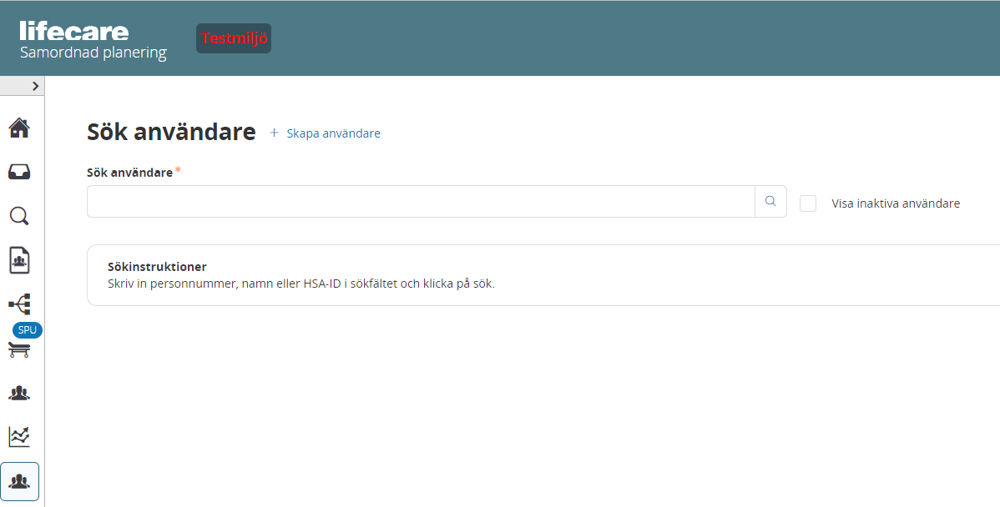 lifecare
Samordnad planering
Testmiljö
Sök användare
+ Skapa användare
Sök användare*
Visa inaktiva användare
Sökinstruktioner
Skriv in personnummer, namn eller HSA-ID i sökfältet och klicka på sök.
SPU